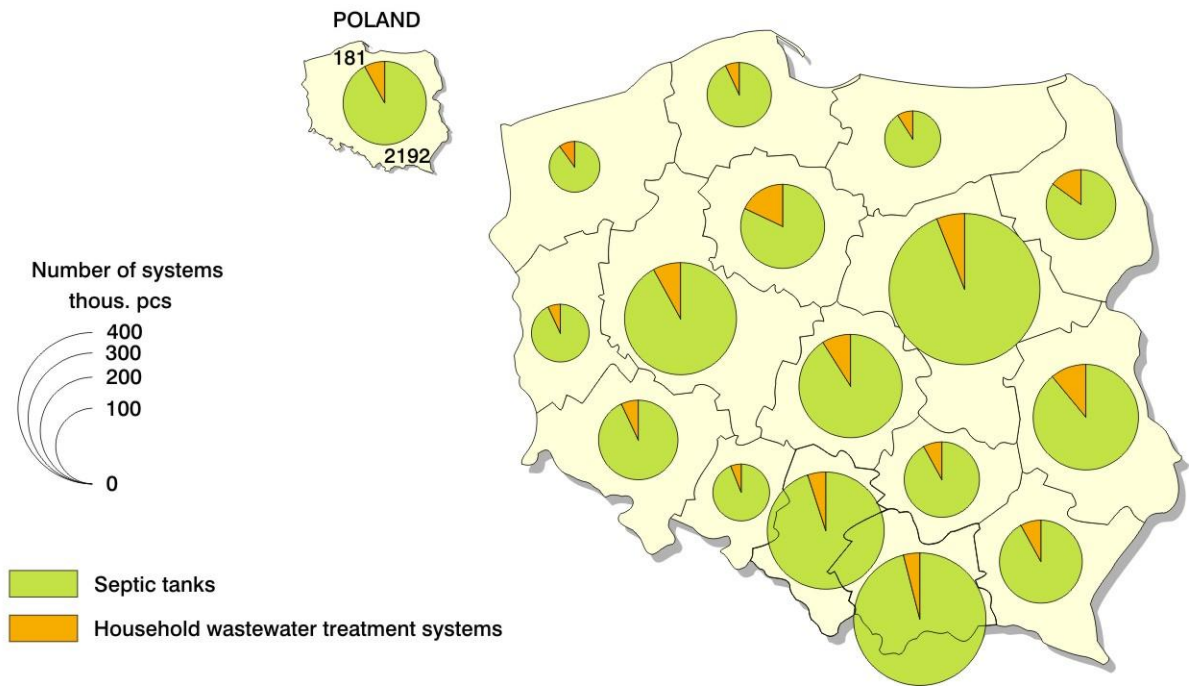 POLAND
181
2192
Number of systems
thous. pcs
400
300
200
100
0
Septic tanks
Household wastewater treatment systems